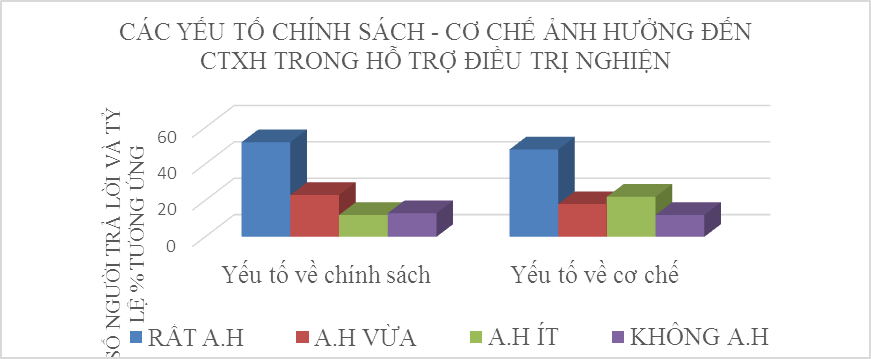 CÁC YẾU TỐ CHÍNH SÁCH - CƠ CHẾ ẢNH HƯỞNG ĐẾN
CTXH TRONG HỖ TRỢ ĐIỀU TRỊ NGHIỆN
SỐ NGƯỜI TRẢ LỜI VÀ TỶ
LỆ % TƯƠNG ỨNG
60
40
20
0
Yếu tố về chính sách
Yếu tố về cơ chế
RẤT A.H
A.H VỪA
A.H ÍT
KHÔNG A.H